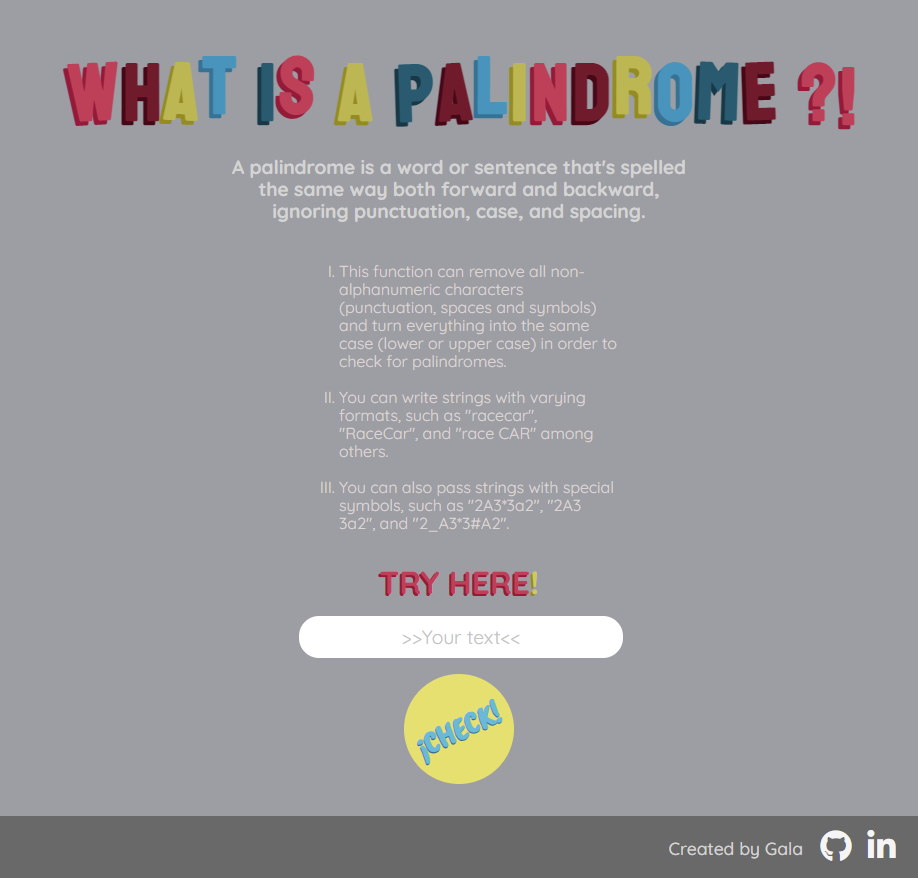 WHAT IS A PALINDROME ?!
A palindrome is a word or sentence that's spelled
the same way both forward and backward,
ignoring punctuation, case, and spacing.
I. This function can remove all non-
alphanumeric characters
(punctuation, spaces and symbols)
and turn everything into the same
case (lower or upper case) in order to
check for palindromes.
II. You can write strings with varying
formats, such as "racecar",
"RaceCar", and "race CAR" among
others.
III. You can also pass strings with special
symbols, such as "2A3*3a2", "2A3
3a2", and "2_A3*3#A2".
TRY HERE!
>>Your text<<
¡CHECK!
Created by Gala
in